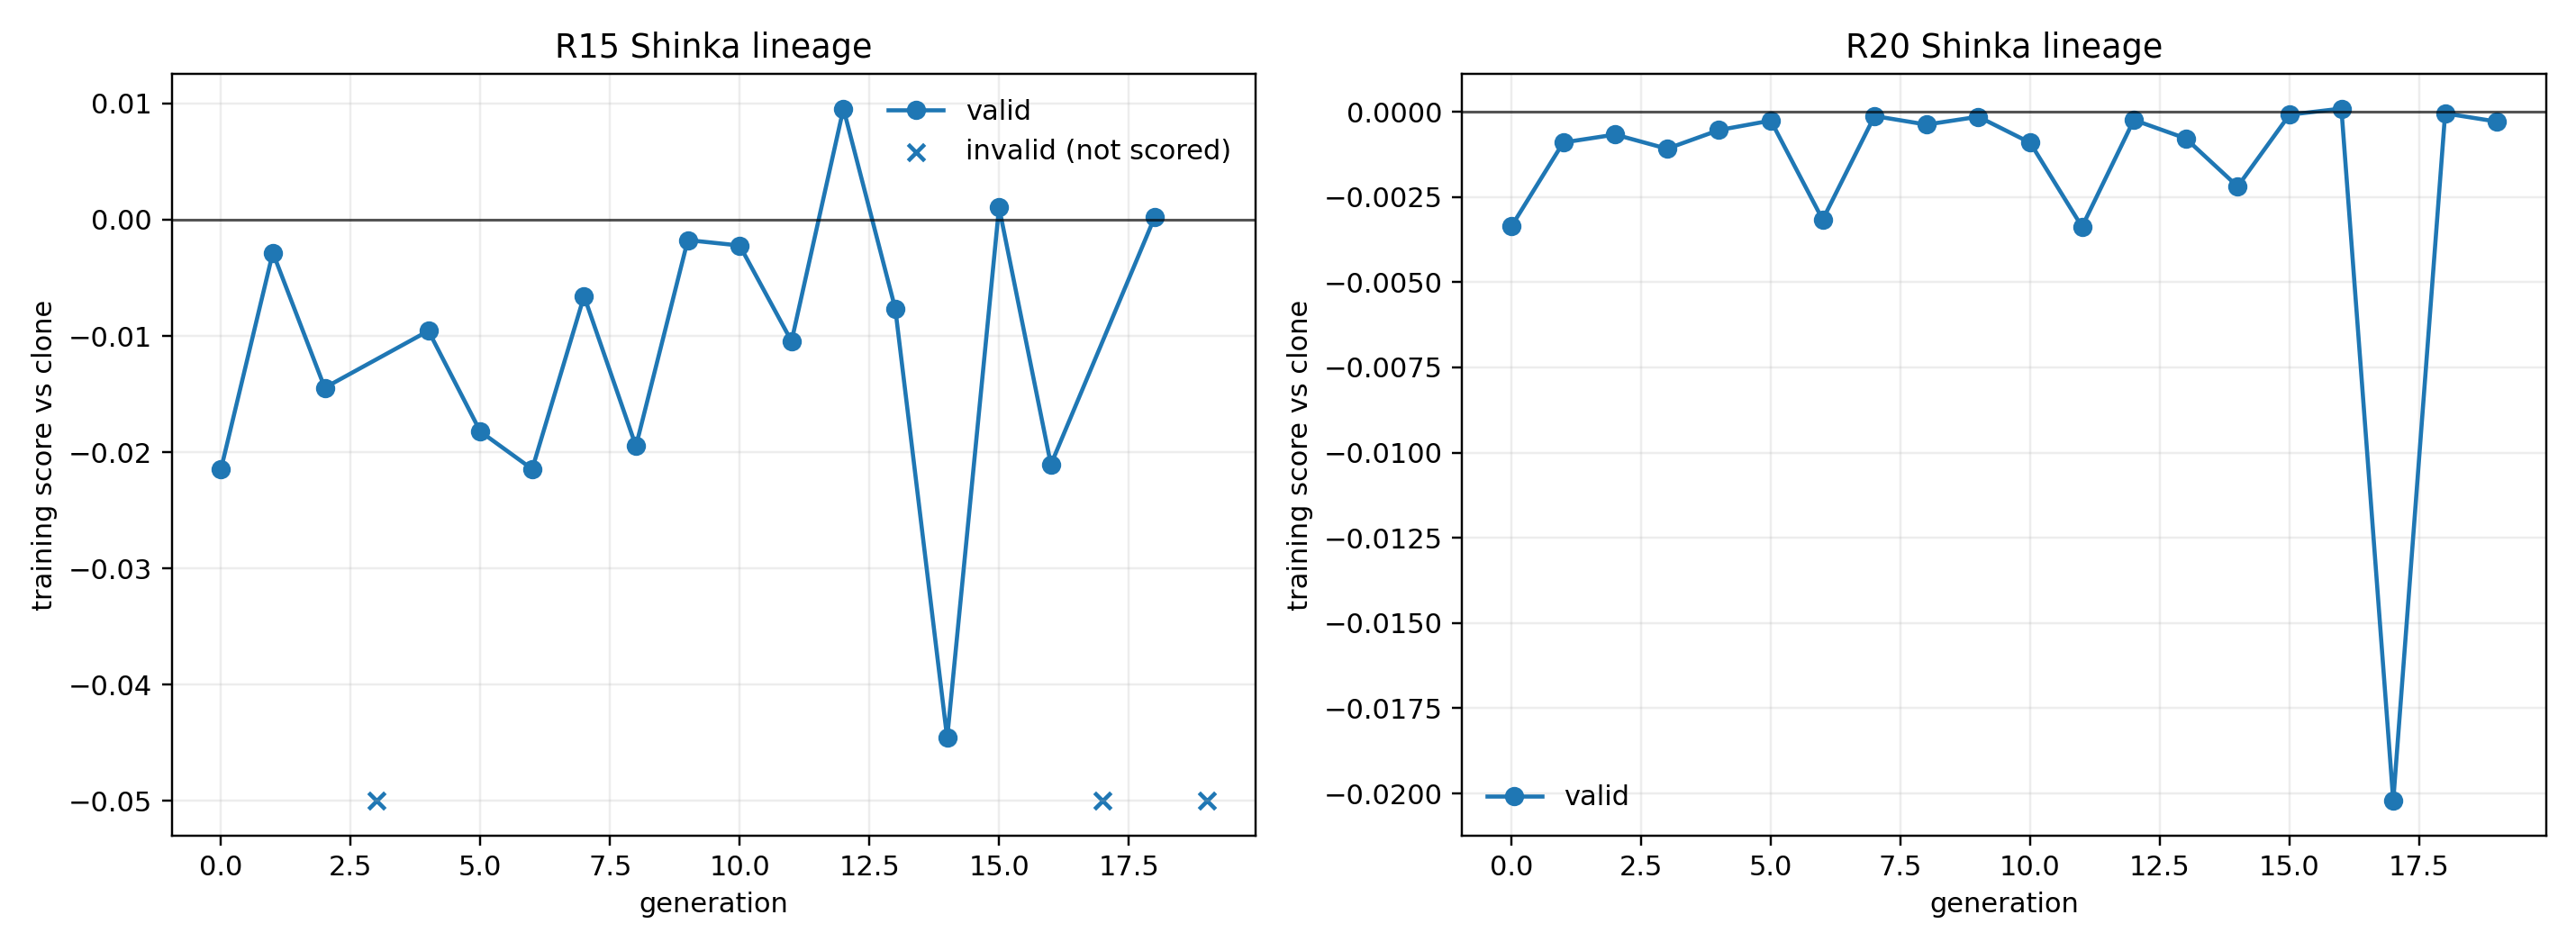 R15 Shinka lineage
training score vs clone
0.01
0.00
−0.01
−0.02
−0.03
−0.04
−0.05
valid
invalid (not scored)
0.0 2.5 5.0 7.5 10.0 12.5 15.0 17.5
generation
R20 Shinka lineage
training score vs clone
0.0000
−0.0025
−0.0050
−0.0075
−0.0100
−0.0125
−0.0150
−0.0175
−0.0200
valid
0.0 2.5 5.0 7.5 10.0 12.5 15.0 17.5
generation